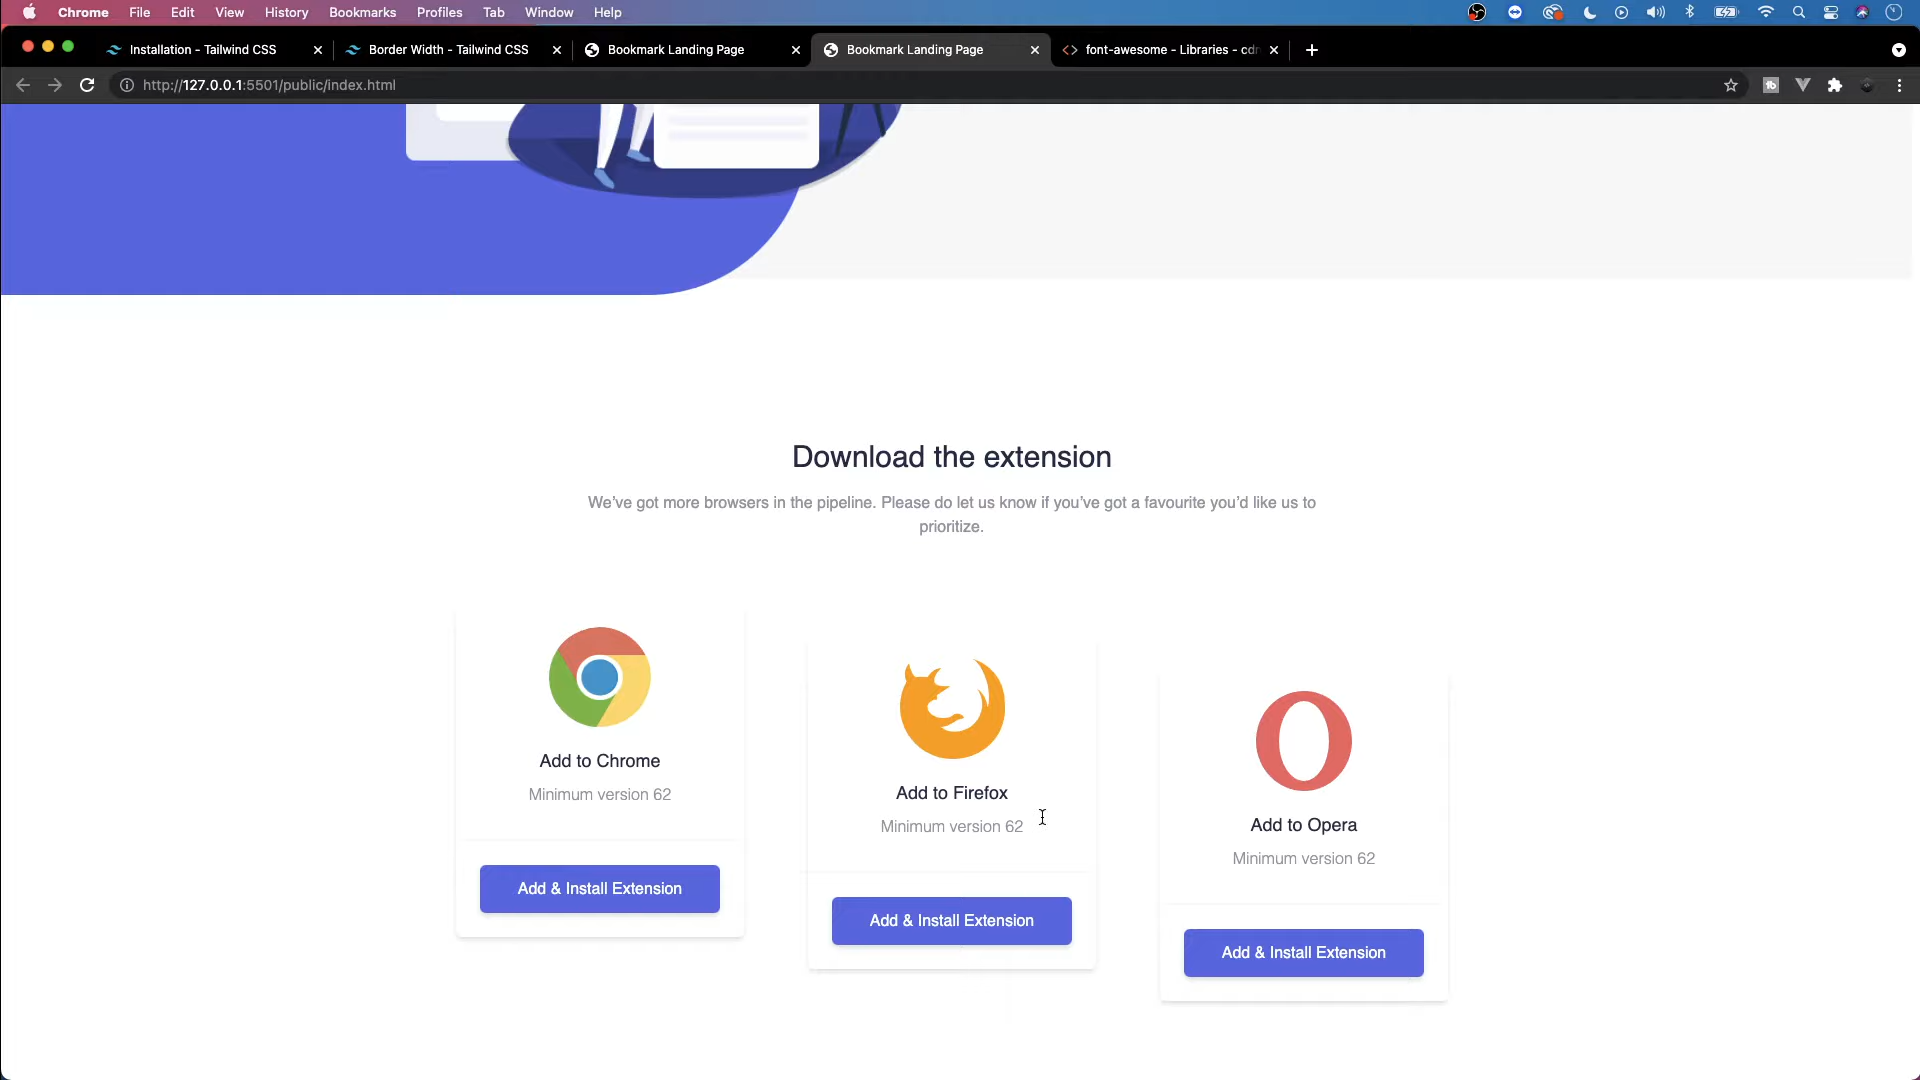 Chrome File Edit View History Bookmarks Profiles Tab Window Help
Installation - Tailwind CSS
Border Width - Tailwind CSS
Bookmark Landing Page
Bookmark Landing Page
font-awesome - Libraries - cdn
http://127.0.0.1:5501/public/index.html
Download the extension
We’ve got more browsers in the pipeline. Please do let us know if you’ve got a favourite you’d like us to
prioritize.
Add to Chrome
Minimum version 62
Add & Install Extension
Add to Firefox
Minimum version 62
Add & Install Extension
Add to Opera
Minimum version 62
Add & Install Extension